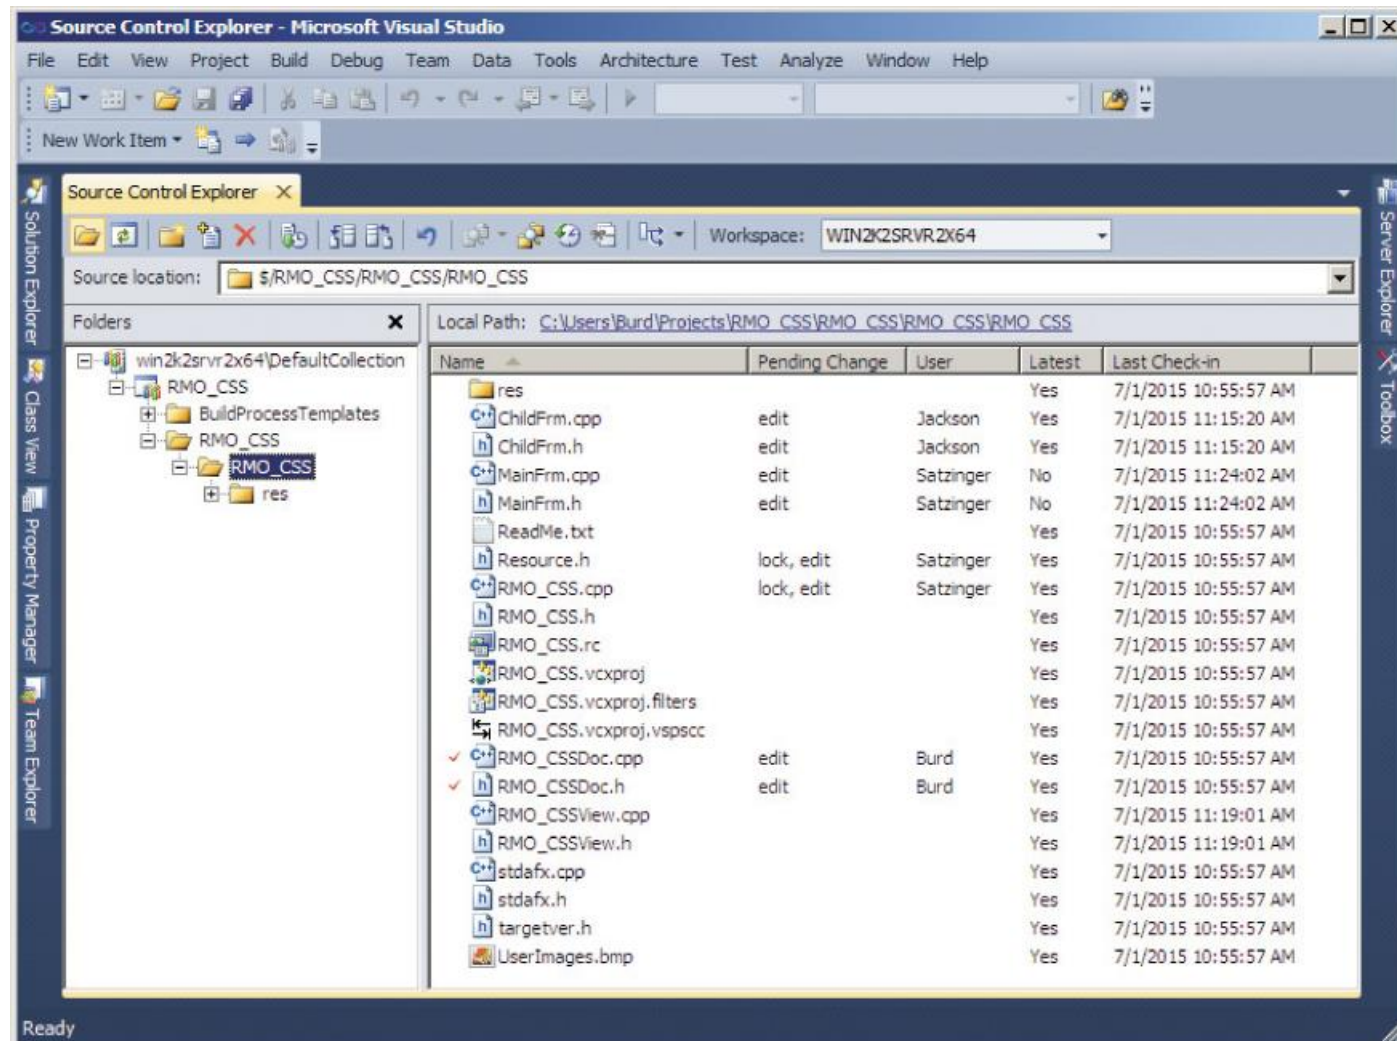 Source Control Explorer - Microsoft Visual Studio
File Edit View Project Build Debug Team Data Tools Architecture Test Analyze Window Help
New Work Item
Source Control Explorer
Workspace: WIN2K2SRVR2X64
Source location: $/RMO_CSS/RMO_CSS/RMO_CSS
Folders
win2k2srvr2x64\DefaultCollection
RMO_CSS
BuildProcessTemplates
RMO_CSS
RMO_CSS
res
Local Path: C:\Users\Burd\Projects\RMO_CSS\RMO_CSS\RMO_CSS\RMO_CSS
Name Pending Change User Latest Last Check-in
res Yes 7/1/2015 10:55:57 AM
ChildFrm.cpp edit Jackson Yes 7/1/2015 11:15:20 AM
ChildFrm.h edit Jackson Yes 7/1/2015 11:15:20 AM
MainFrm.cpp edit Satzinger No 7/1/2015 11:24:02 AM
MainFrm.h edit Satzinger No 7/1/2015 11:24:02 AM
ReadMe.txt Yes 7/1/2015 10:55:57 AM
Resource.h lock, edit Satzinger Yes 7/1/2015 10:55:57 AM
RMO_CSS.cpp lock, edit Satzinger Yes 7/1/2015 10:55:57 AM
RMO_CSS.h Yes 7/1/2015 10:55:57 AM
RMO_CSS.rc Yes 7/1/2015 10:55:57 AM
RMO_CSS.vcxproj Yes 7/1/2015 10:55:57 AM
RMO_CSS.vcxproj.filters Yes 7/1/2015 10:55:57 AM
RMO_CSS.vcxproj.vspscc Yes 7/1/2015 10:55:57 AM
RMO_CSSDoc.cpp edit Burd Yes 7/1/2015 10:55:57 AM
RMO_CSSDoc.h edit Burd Yes 7/1/2015 10:55:57 AM
RMO_CSSView.cpp Yes 7/1/2015 11:19:01 AM
RMO_CSSView.h Yes 7/1/2015 11:19:01 AM
stdafx.cpp Yes 7/1/2015 10:55:57 AM
stdafx.h Yes 7/1/2015 10:55:57 AM
targetver.h Yes 7/1/2015 10:55:57 AM
UserImages.bmp Yes 7/1/2015 10:55:57 AM
Solution Explorer
Class View
Property Manager
Team Explorer
Server Explorer
Toolbox
Ready